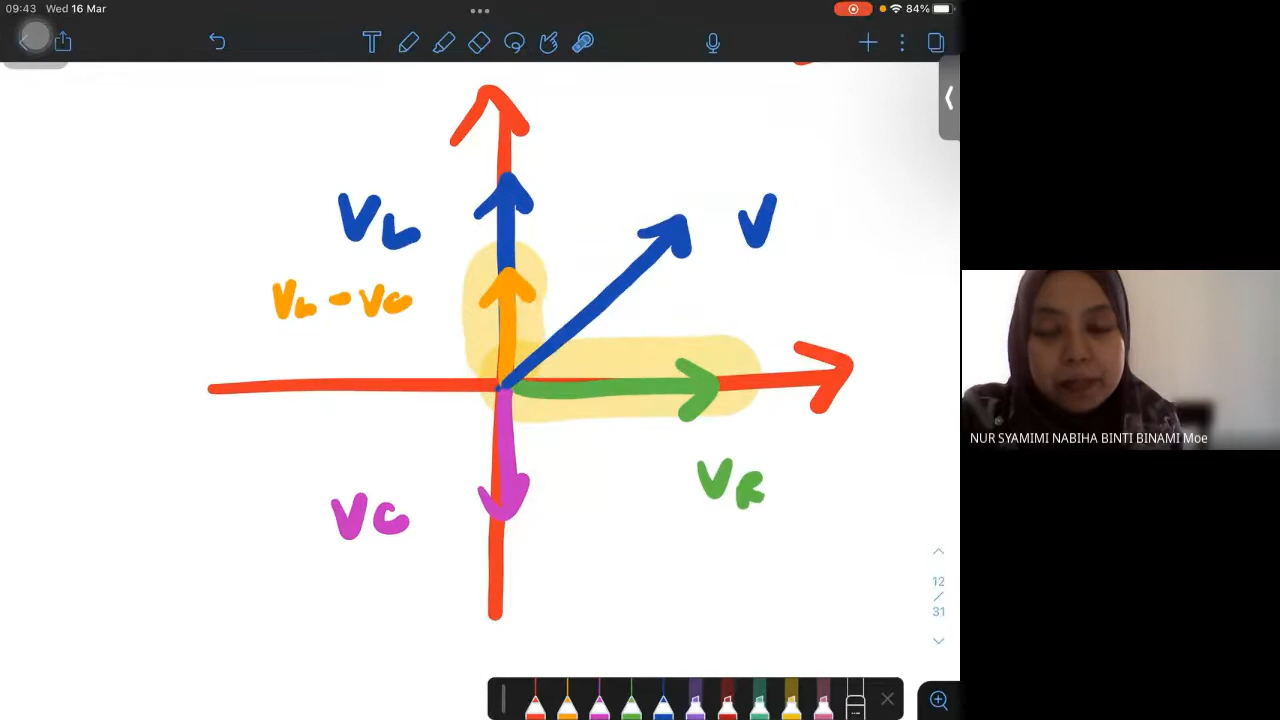 09:43 Wed 16 Mar
84%
T
VL
V
VL - VC
VC
VR
12
/
31
NUR SYAMIMI NABIHA BINTI BINAMI Moe